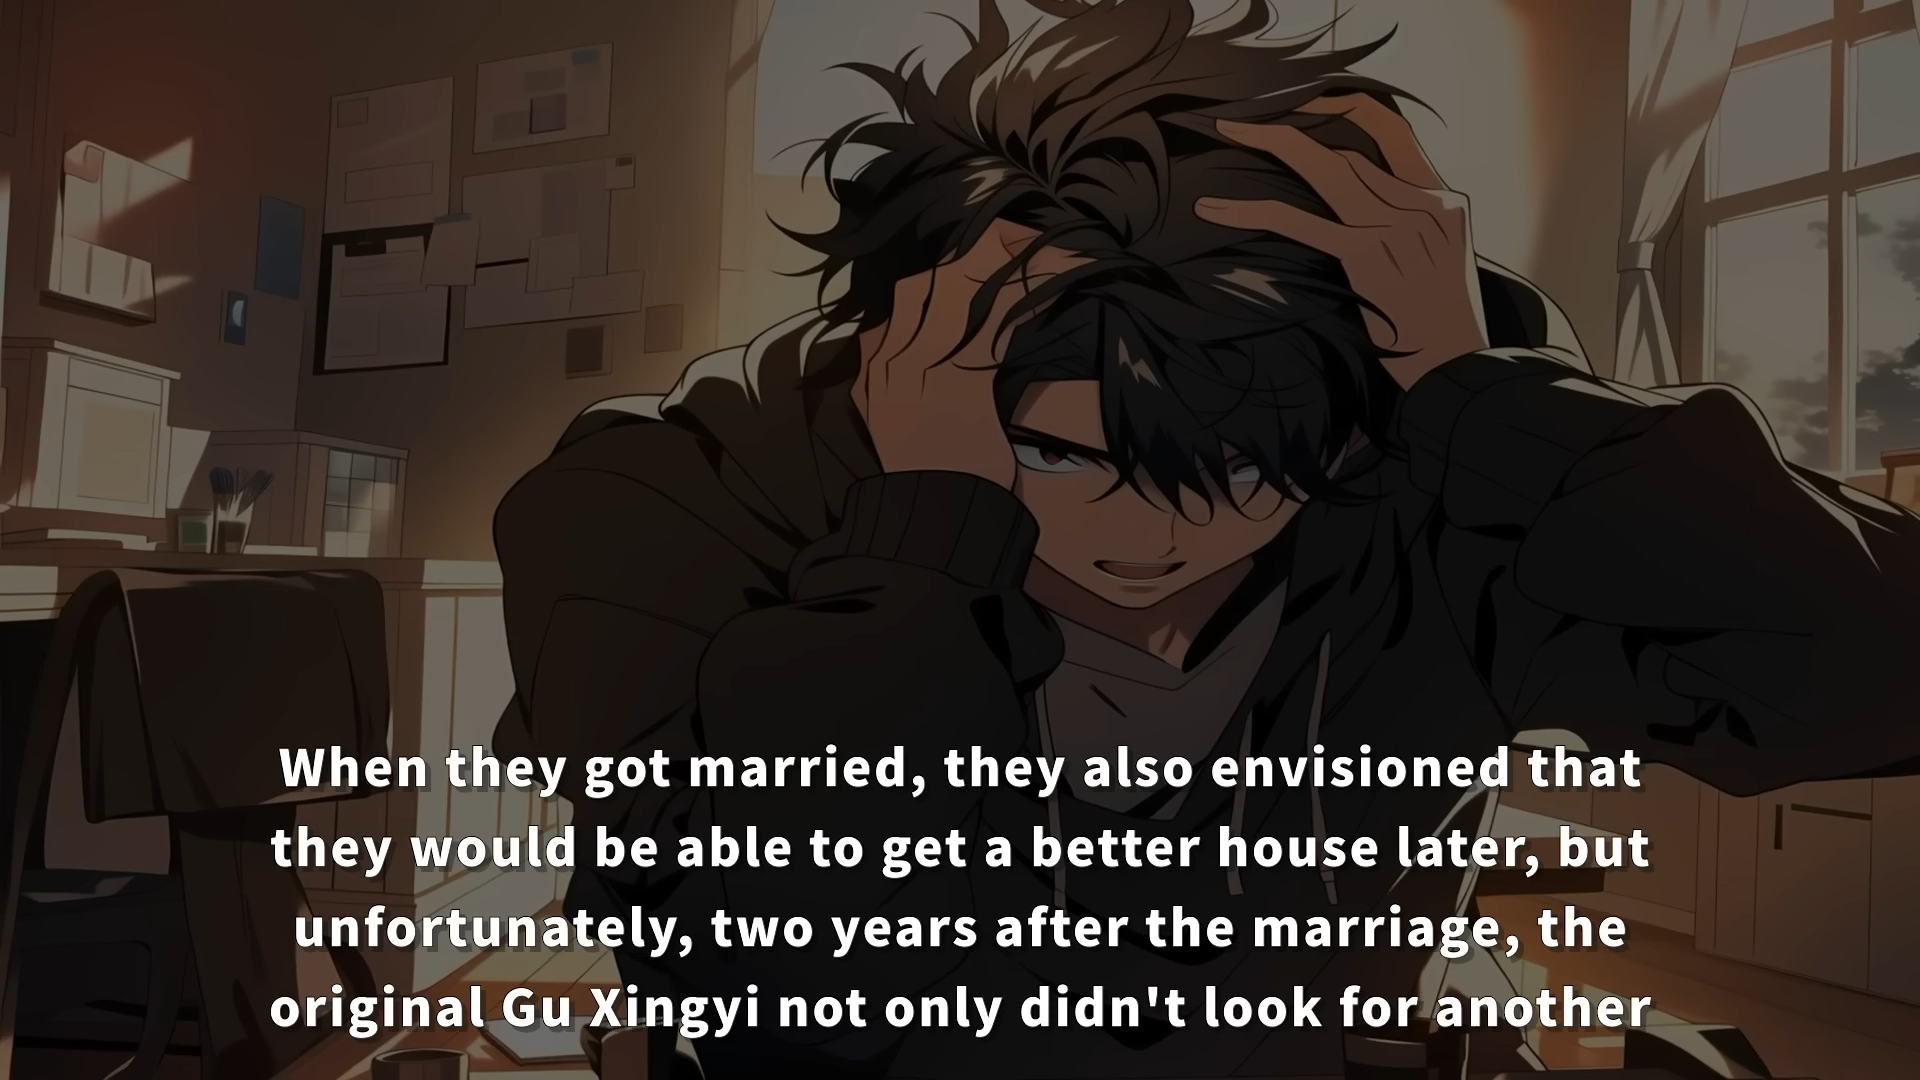 When they got married, they also envisioned that
they would be able to get a better house later, but
unfortunately, two years after the marriage, the
original Gu Xingyi not only didn't look for another